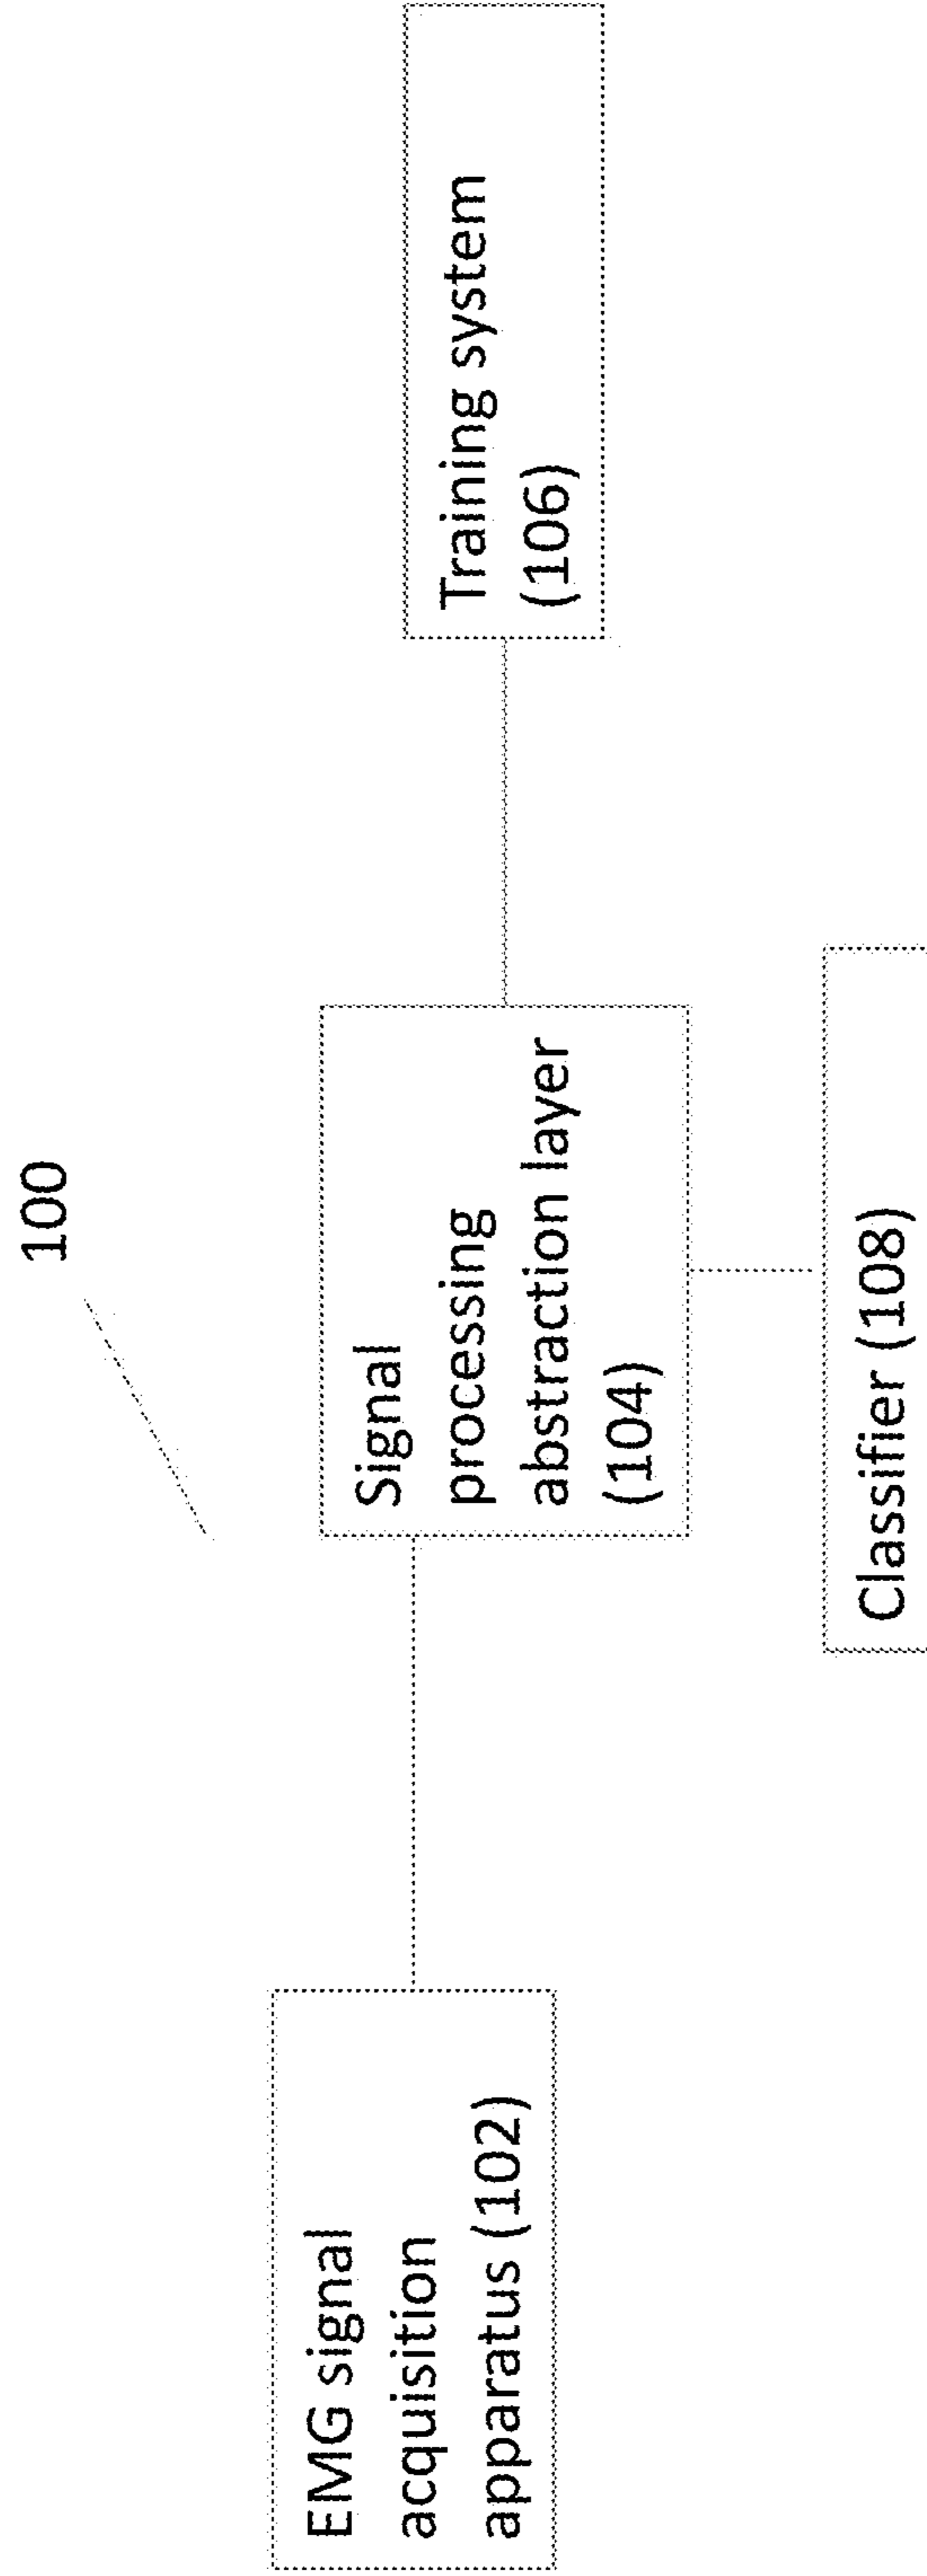 100
EMG signal
acquisition
apparatus (102)
Signal
processing
abstraction layer
(104)
Training system
(106)
Classifier (108)